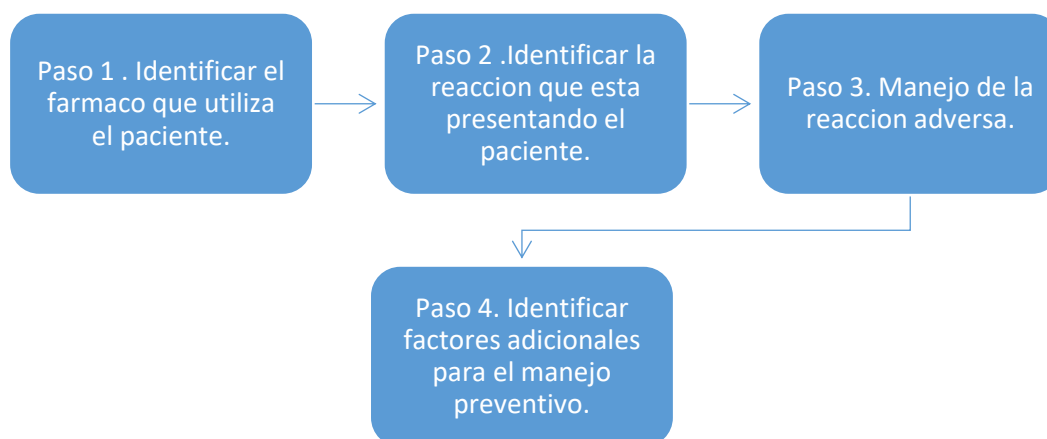 Paso 1 . Identificar el
farmaco que utiliza
el paciente.
Paso 2 .Identificar la
reaccion que esta
presentando el
paciente.
Paso 3. Manejo de la
reaccion adversa.
Paso 4. Identificar
factores adicionales
para el manejo
preventivo.